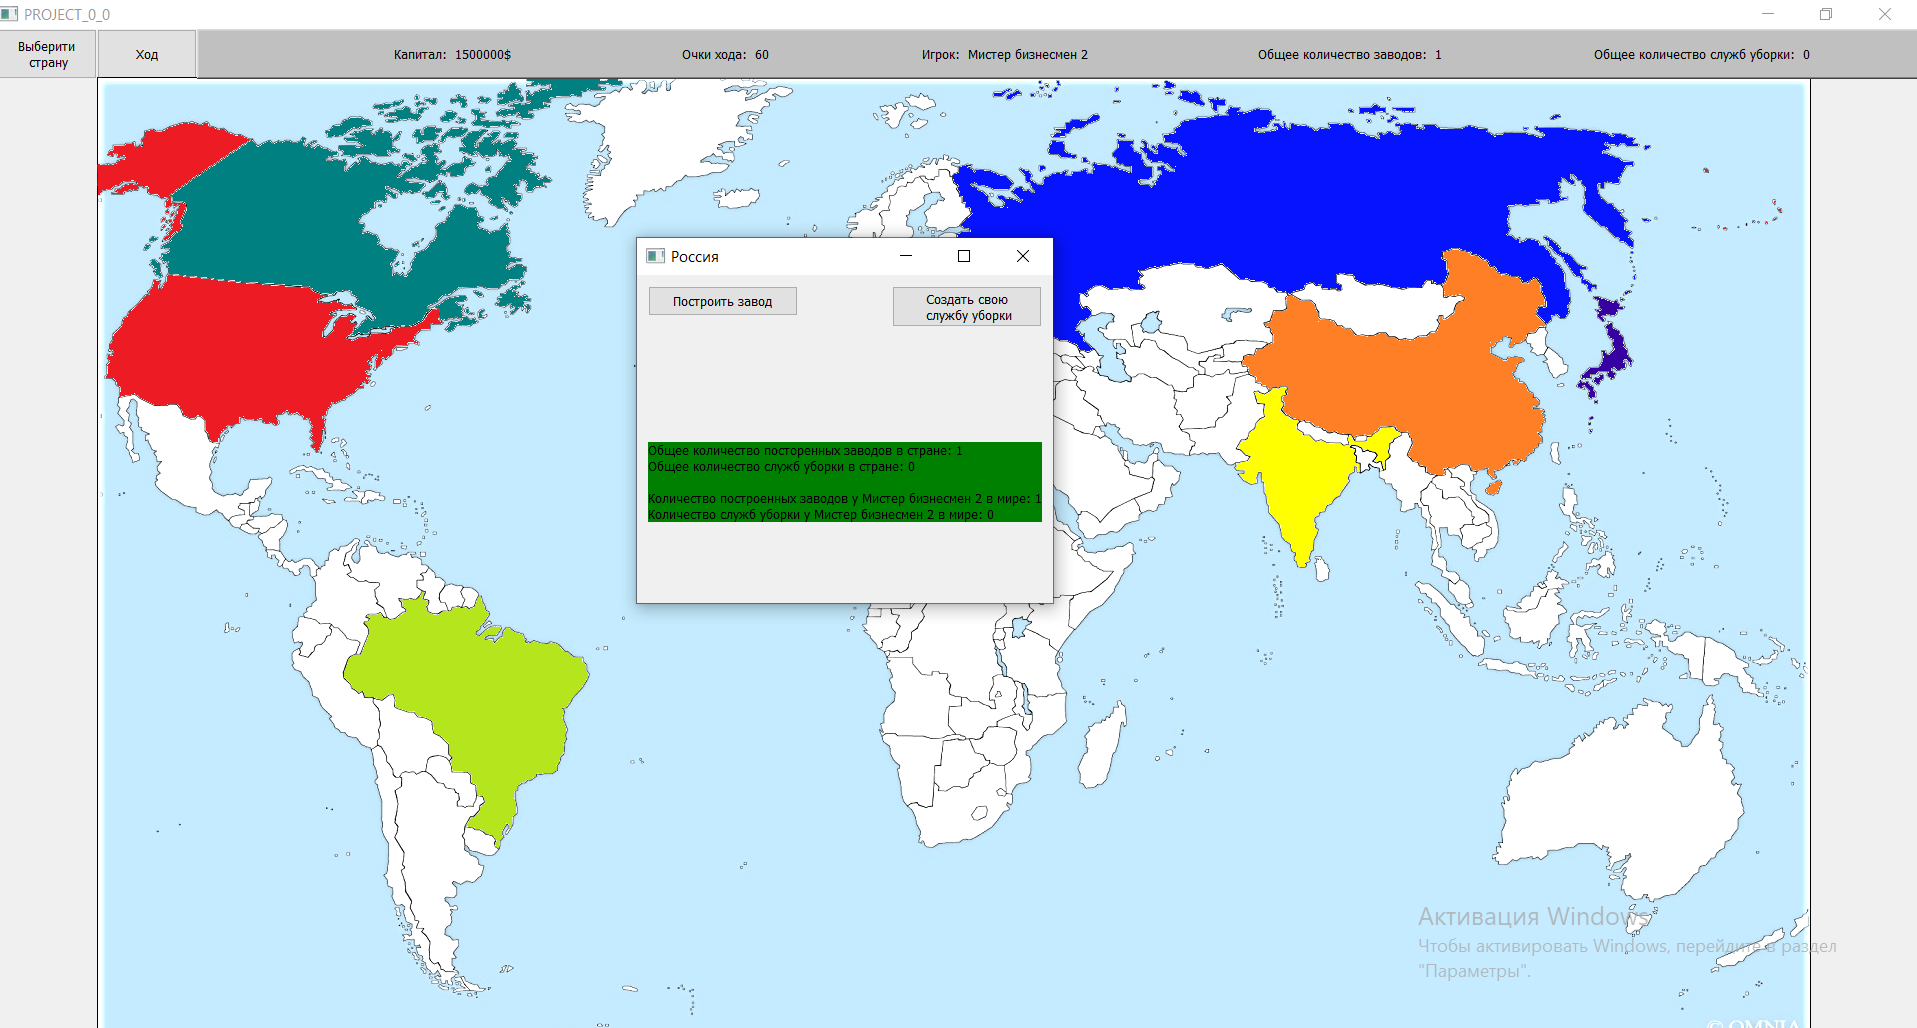 PROJECT_0_0
Выберити
страну
Ход
Капитал: 1500000$
Очки хода: 60
Игрок: Мистер бизнесмен 2
Общее количество заводов: 1
Общее количество служб уборки: 0
Россия
Построить завод
Создать свою
службу уборки
Общее количество посторенных заводов в стране: 1
Общее количество служб уборки в стране: 0
Количество построенных заводов у Мистер бизнесмен 2 в мире: 1
Количество служб уборки у Мистер бизнесмен 2 в мире: 0
Активация Windows
Чтобы активировать Windows, перейдите в раздел
"Параметры".
© OMNIA